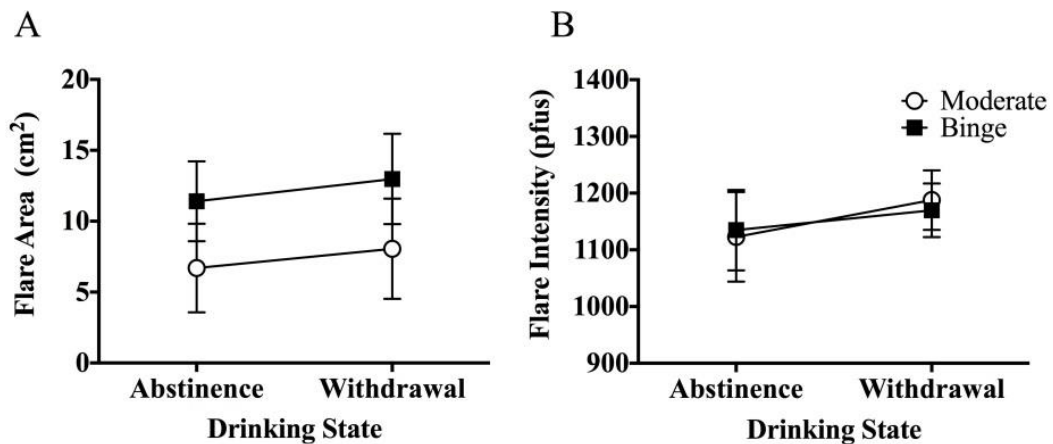 A
Flare Area (cm²)
20
15
10
5
0
Abstinence Withdrawal
Drinking State
B
Flare Intensity (pfus)
1400
1300
1200
1100
1000
900
Moderate
Binge
Abstinence Withdrawal
Drinking State